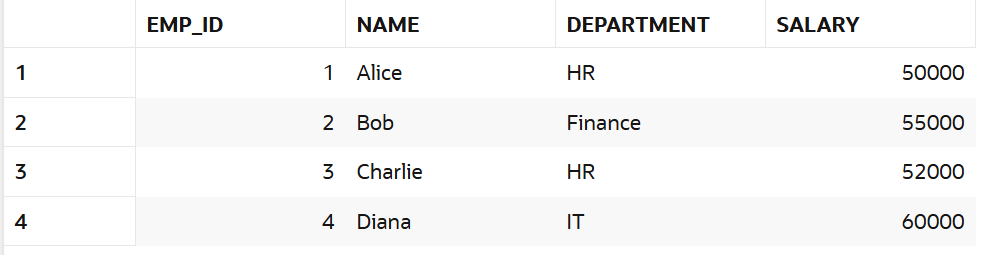 EMP_ID NAME DEPARTMENT SALARY
1 1 Alice HR 50000
2 2 Bob Finance 55000
3 3 Charlie HR 52000
4 4 Diana IT 60000